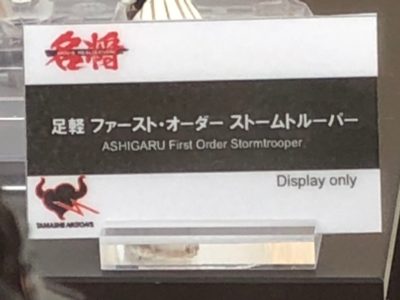 名将
MOVIE REALIZATION
足軽 ファースト・オーダー ストームトルーパー
ASHIGARU First Order Stormtrooper
Display only
TAMASHII NATIONS